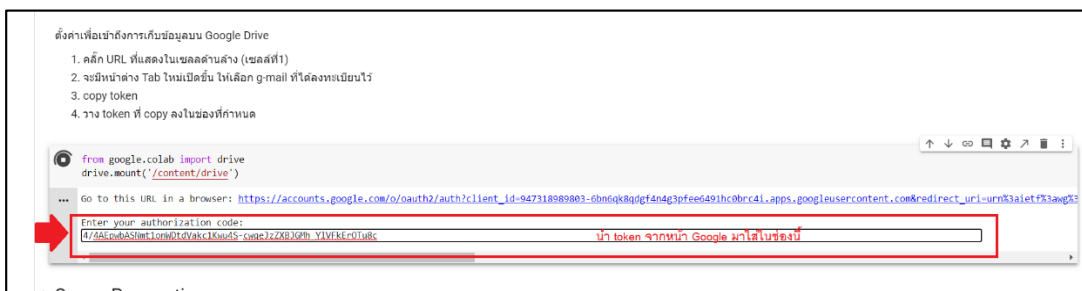 ตั้งค่าเพื่อเข้าถึงการเก็บข้อมูลบน Google Drive
1. คลิ๊ก URL ที่แสดงในเซลลด้านล้าง (เซลล์ที่1)
2. จะมีหน้าต่าง Tab ใหม่เปิดขึ้น ให้เลือก g-mail ที่ได้ลงทะเบียนไว้
3. copy token
4. วาง token ที่ copy ลงในช่องที่กำหนด
from google.colab import drive
drive.mount('/content/drive')
Go to this URL in a browser: https://accounts.google.com/o/oauth2/auth?client_id=947318989803-6bn6qk8qdgf4n4g3pfee6491hc0brc4i.apps.googleusercontent.com&redirect_uri=urn%3aietf%3awg%3
Enter your authorization code:
4/4AEpwbASNmt1onWDtdVakc1Kwu4S-cwqeJzZXBJGMh_Y1VFkErOTu8c นำ token จากหน้า Google มาใส่ในช่องนี้